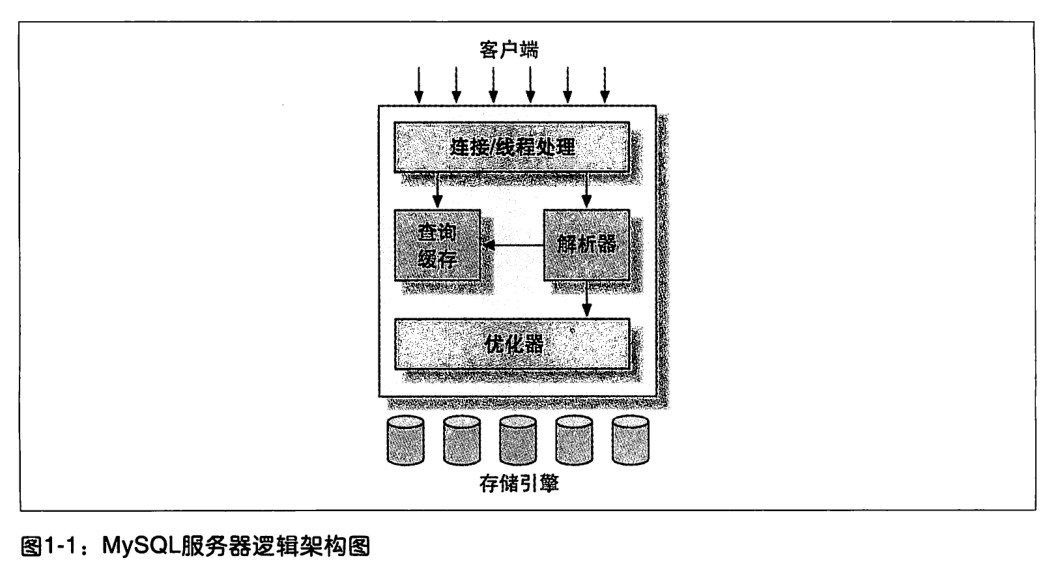 客户端
连接/线程处理
查询
缓存
解析器
优化器
存储引擎
图1-1：MySQL服务器逻辑架构图